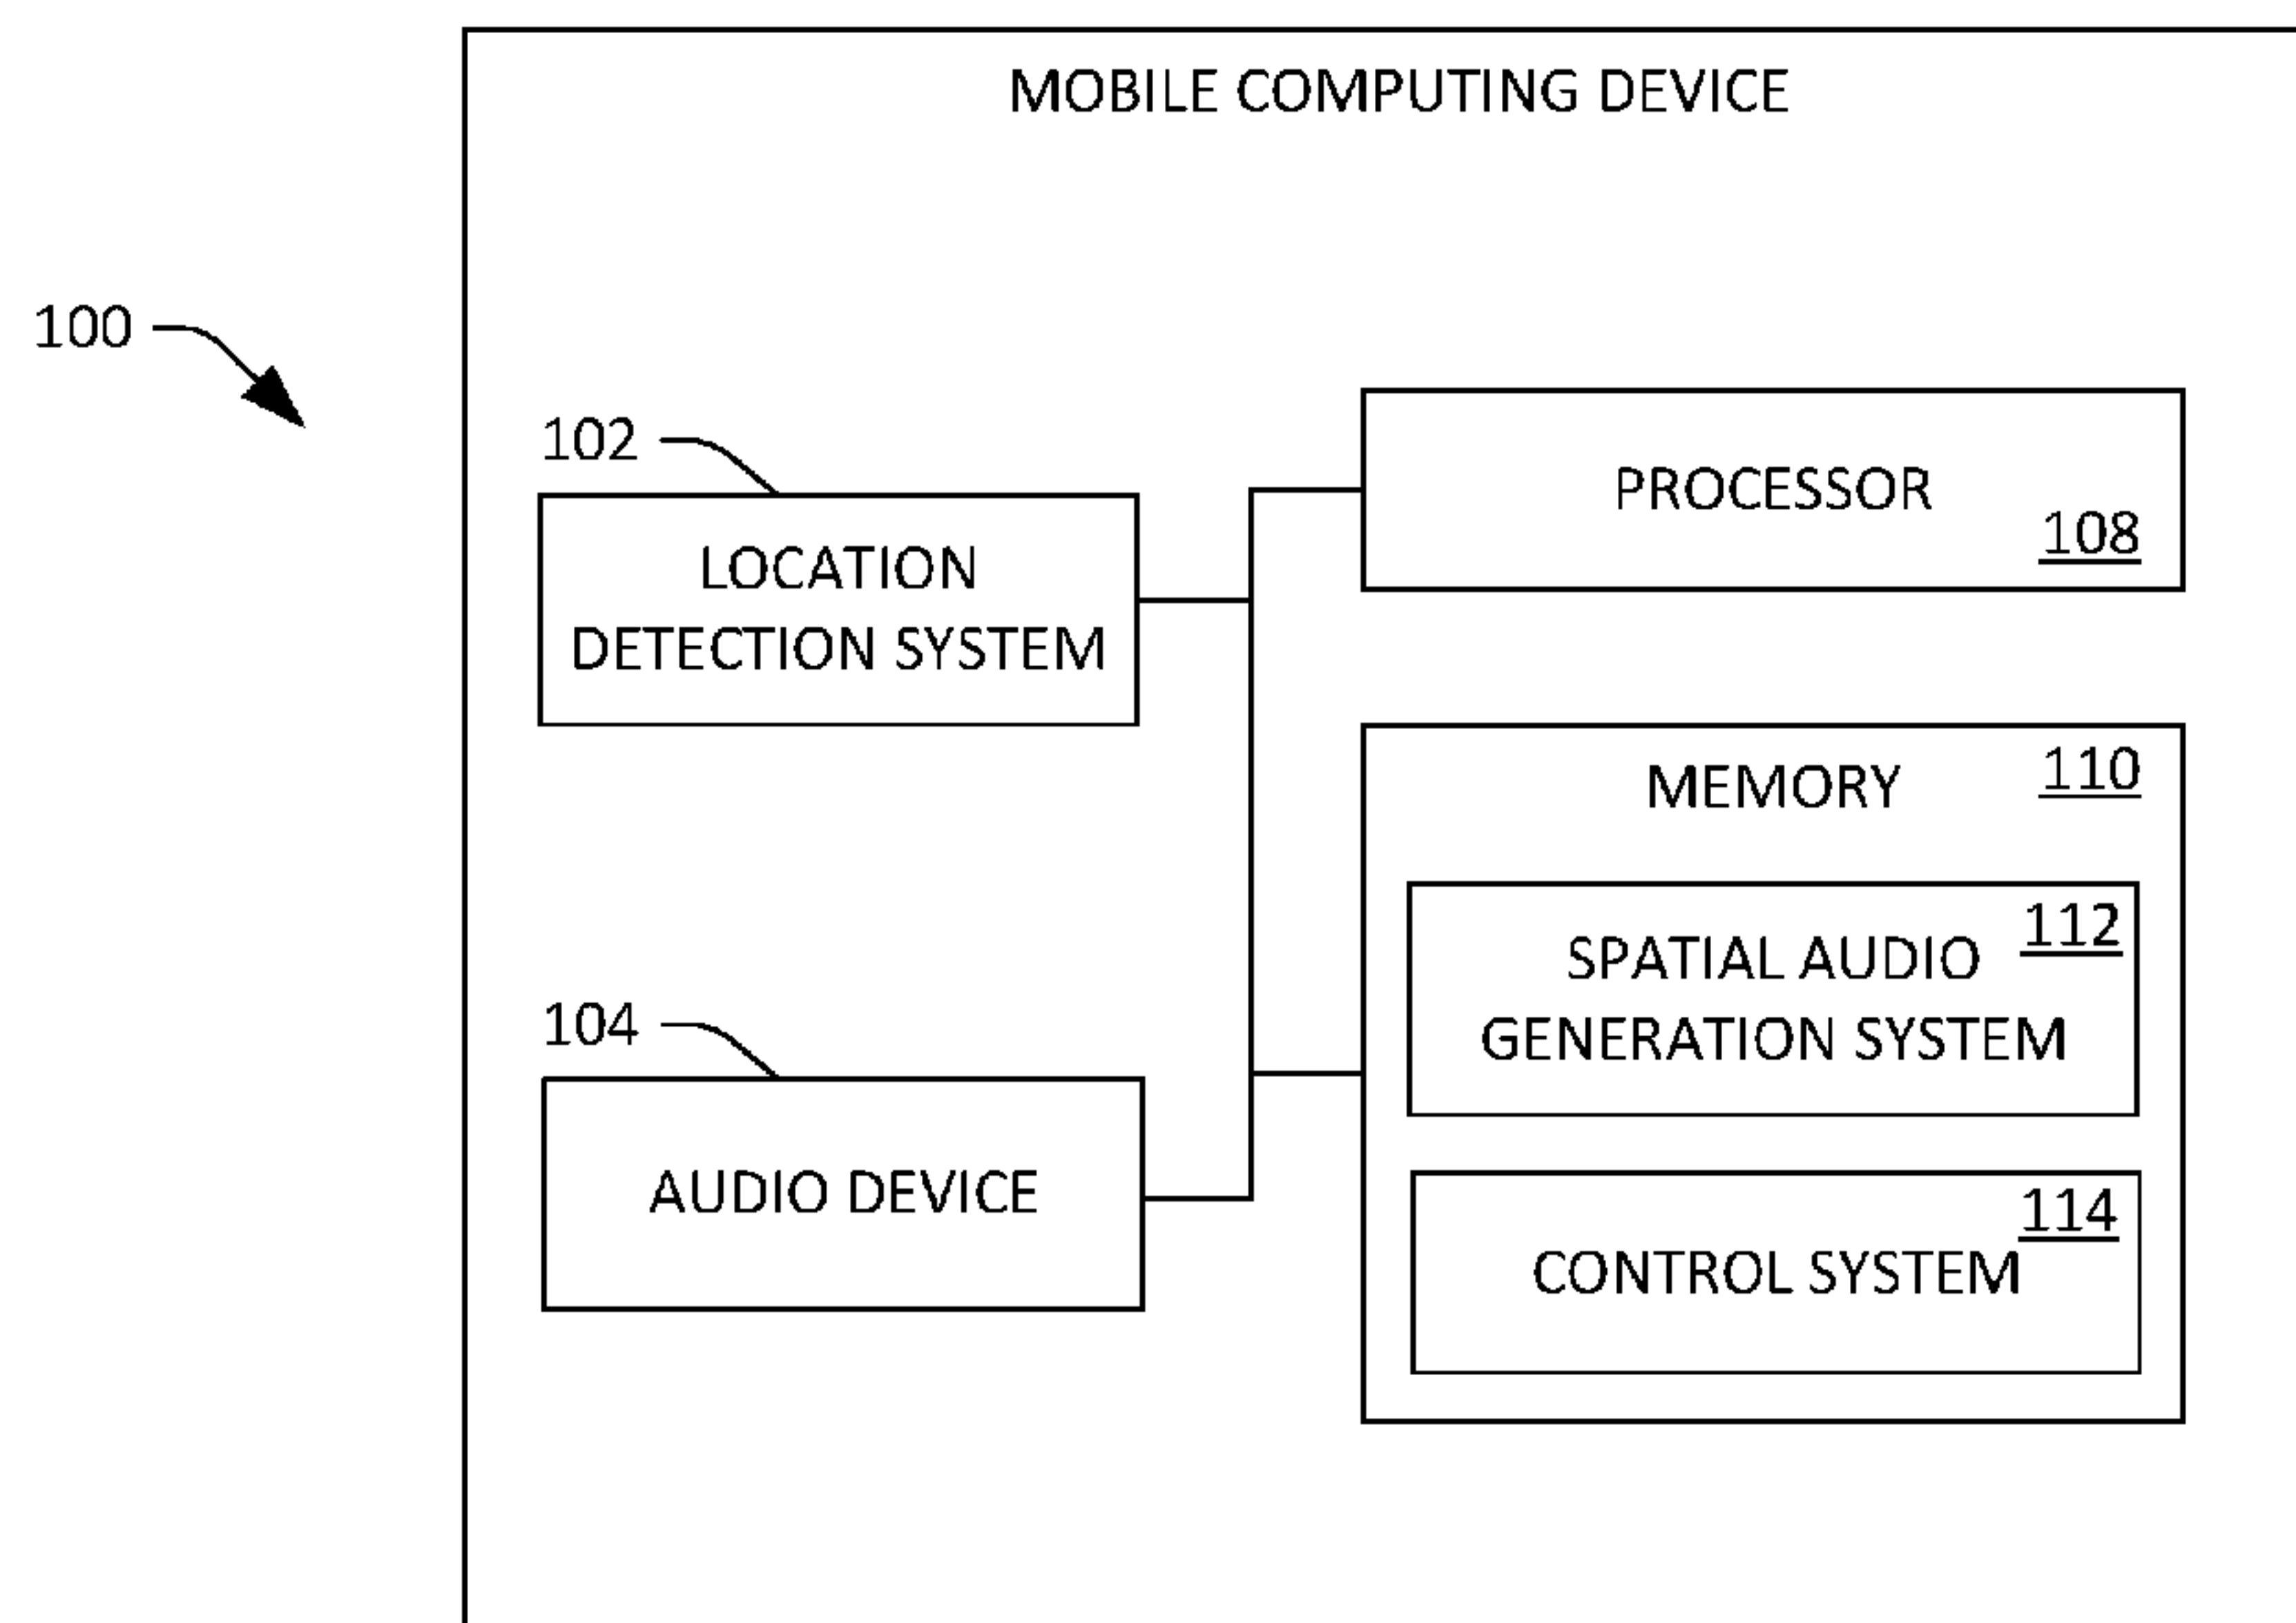 MOBILE COMPUTING DEVICE
100
102
PROCESSOR
108
LOCATION
DETECTION SYSTEM
110
MEMORY
112
SPATIAL AUDIO
GENERATION SYSTEM
104
AUDIO DEVICE
114
CONTROL SYSTEM